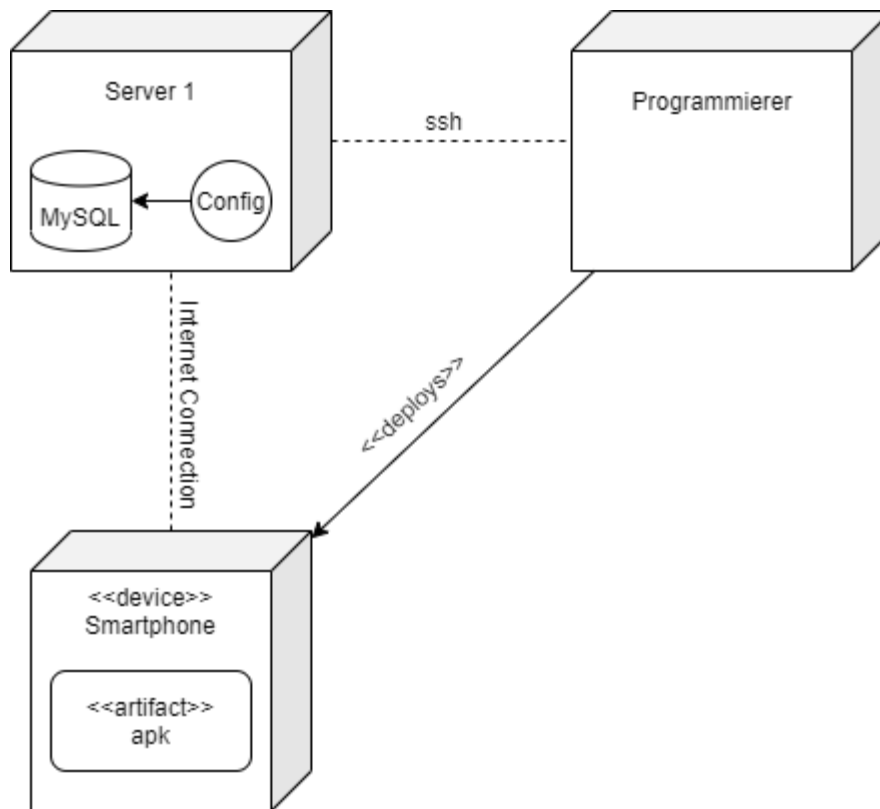 Server 1
Programmierer
ssh
MySQL
Config
Internet Connection
<<deploys>>
<<device>>
Smartphone
<<artifact>>
apk